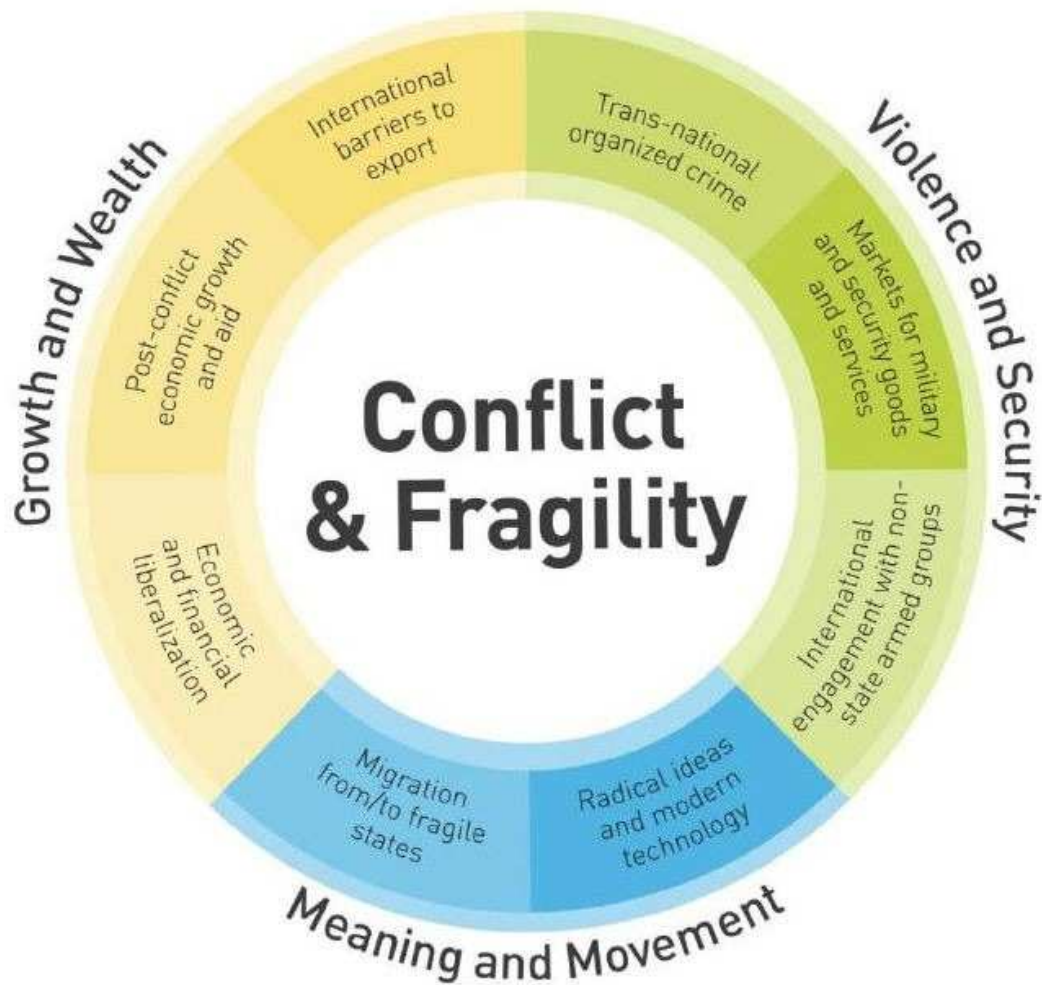 Conflict
& Fragility
Growth and Wealth
International
barriers to
export
Post-conflict
economic growth
and aid
Economic
and financial
liberalization
Violence and Security
Trans-national
organized crime
Markets for military
and security goods
and services
International
engagement with non-
state armed groups
Meaning and Movement
Migration
from/to fragile
states
Radical ideas
and modern
technology